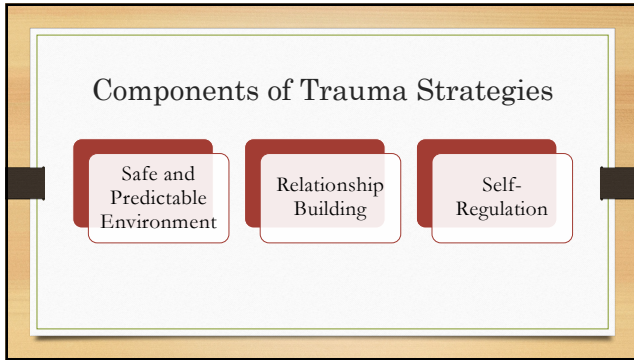 Components of Trauma Strategies
Safe and
Predictable
Environment
Relationship
Building
Self-
Regulation